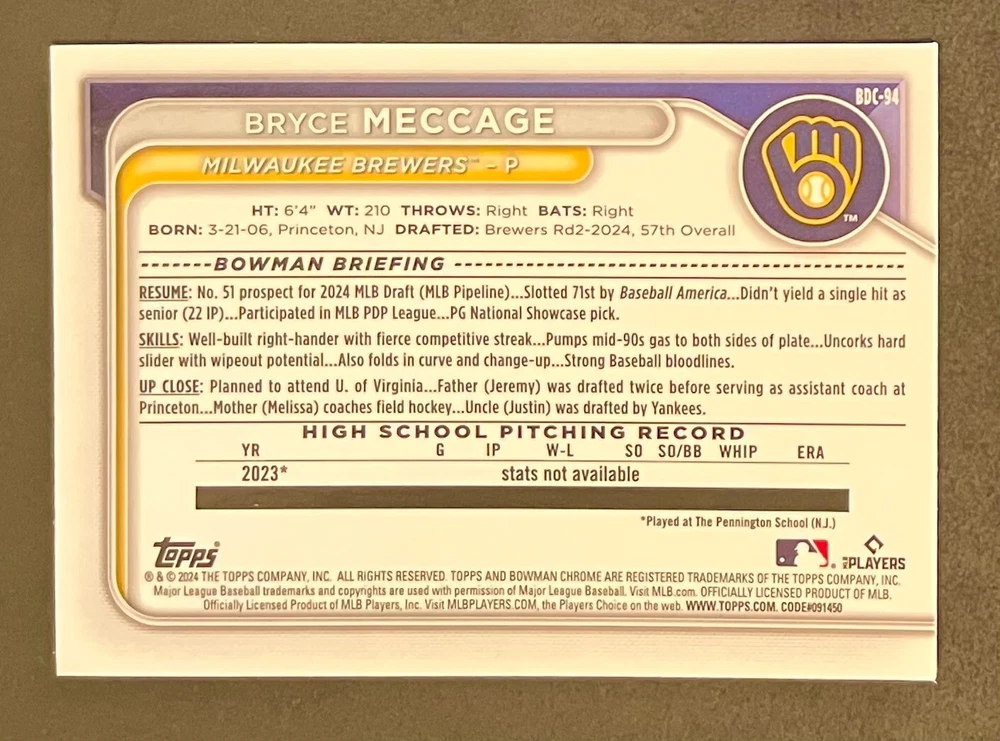 BDC-94
BRYCE MECCAGE
MILWAUKEE BREWERS™ – P
TM
HT: 6'4" WT: 210 THROWS: Right BATS: Right
BORN: 3-21-06, Princeton, NJ DRAFTED: Brewers Rd2-2024, 57th Overall
BOWMAN BRIEFING
RESUME: No. 51 prospect for 2024 MLB Draft (MLB Pipeline)...Slotted 71st by Baseball America...Didn't yield a single hit as
senior (22 IP)...Participated in MLB PDP League...PG National Showcase pick.
SKILLS: Well-built right-hander with fierce competitive streak...Pumps mid-90s gas to both sides of plate...Uncorks hard
slider with wipeout potential...Also folds in curve and change-up...Strong Baseball bloodlines.
UP CLOSE: Planned to attend U. of Virginia...Father (Jeremy) was drafted twice before serving as assistant coach at
Princeton...Mother (Melissa) coaches field hockey...Uncle (Justin) was drafted by Yankees.
HIGH SCHOOL PITCHING RECORD
YR G IP W-L SO SO/BB WHIP ERA
2023* stats not available
*Played at The Pennington School (N.J.)
topps® MLB PLAYERS
® & © 2024 THE TOPPS COMPANY, INC. ALL RIGHTS RESERVED. TOPPS AND BOWMAN CHROME ARE REGISTERED TRADEMARKS OF THE TOPPS COMPANY, INC.
Major League Baseball trademarks and copyrights are used with permission of Major League Baseball. Visit MLB.com. OFFICIALLY LICENSED PRODUCT OF MLB.
Officially Licensed Product of MLB Players, Inc. Visit MLBPLAYERS.COM, the Players Choice on the web. WWW.TOPPS.COM. CODE#091450